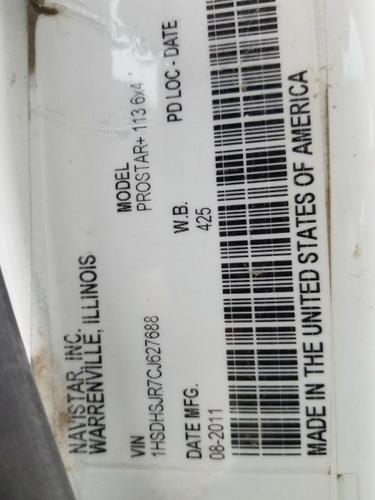 NAVISTAR, INC.
WARRENVILLE, ILLINOIS
VIN
1HSDHSJR7CJ627688
MODEL
PROSTAR+ 113 6x4
DATE MFG.
08-2011
W.B.
425
PD LOC - DATE
MADE IN THE UNITED STATES OF AMERICA